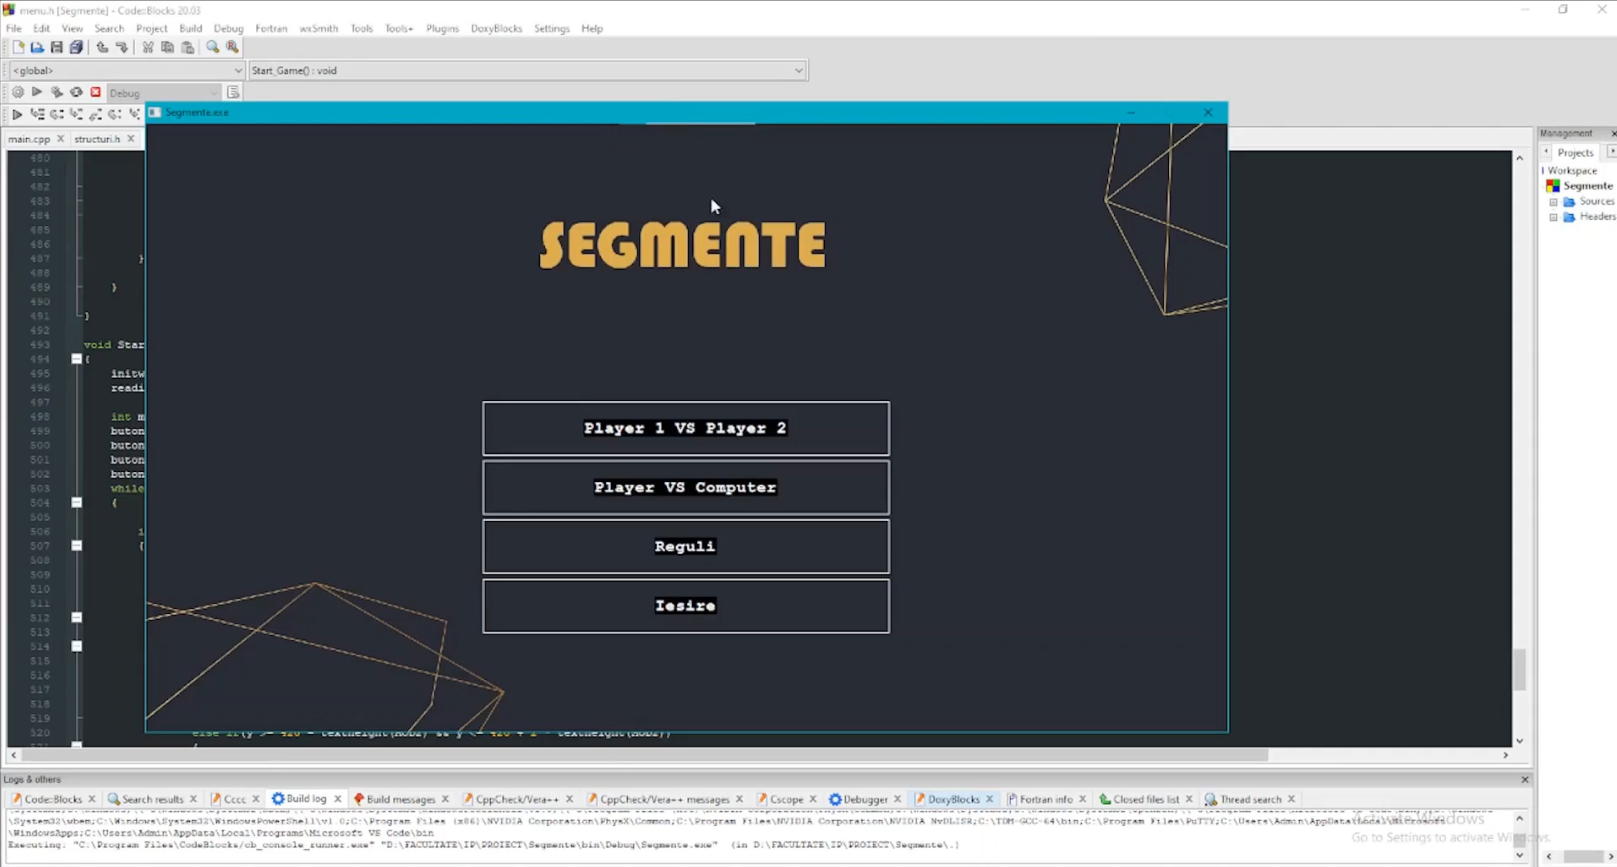 menu.h [Segmente] - Code::Blocks 20.03
File Edit View Search Project Build Debug Fortran wxSmith Tools Tools+ Plugins DoxyBlocks Settings Help
<global> Start_Game() : void
Debug
Segmente.exe
main.cpp structuri.h
Management
Projects
Workspace
Segmente
Sources
Headers
SEGMENTE
Player 1 VS Player 2
Player VS Computer
Reguli
Iesire
480
481
482
483
484
485
486
487 }
488
489 }
490
491 }
492
493 void Star
494 {
495 initw
496 readi
497
498 int m
499 buton
500 buton
501 buton
502 buton
503 while
504 {
505
506 i
507 {
508
509
510
511
512
513
514
515
516
517
518
519
520
Logs & others
Code::Blocks Search results Cccc Build log Build messages CppCheck/Vera++ CppCheck/Vera++ messages Cscope Debugger DoxyBlocks Fortran info Closed files list Thread search
\System32\wbem;C:\Windows\System32\WindowsPowerShell\v1.0;C:\Program Files (x86)\NVIDIA Corporation\PhysX\Common;C:\Program Files\NVIDIA Corporation\NVIDIA NvDLISR;C:\TDM-GCC-64\bin;C:\Program Files\PuTTY;C:\Users\Admin\AppData\Local\Microsoft
\WindowsApps;C:\Users\Admin\AppData\Local\Programs\Microsoft VS Code\bin
Executing: "C:\Program Files\CodeBlocks/cb_console_runner.exe" "D:\FACULTATE\IP\PROIECT\Segmente\bin\Debug\Segmente.exe" (in D:\FACULTATE\IP\PROIECT\Segmente\.)
Activate Windows
Go to Settings to activate Windows.